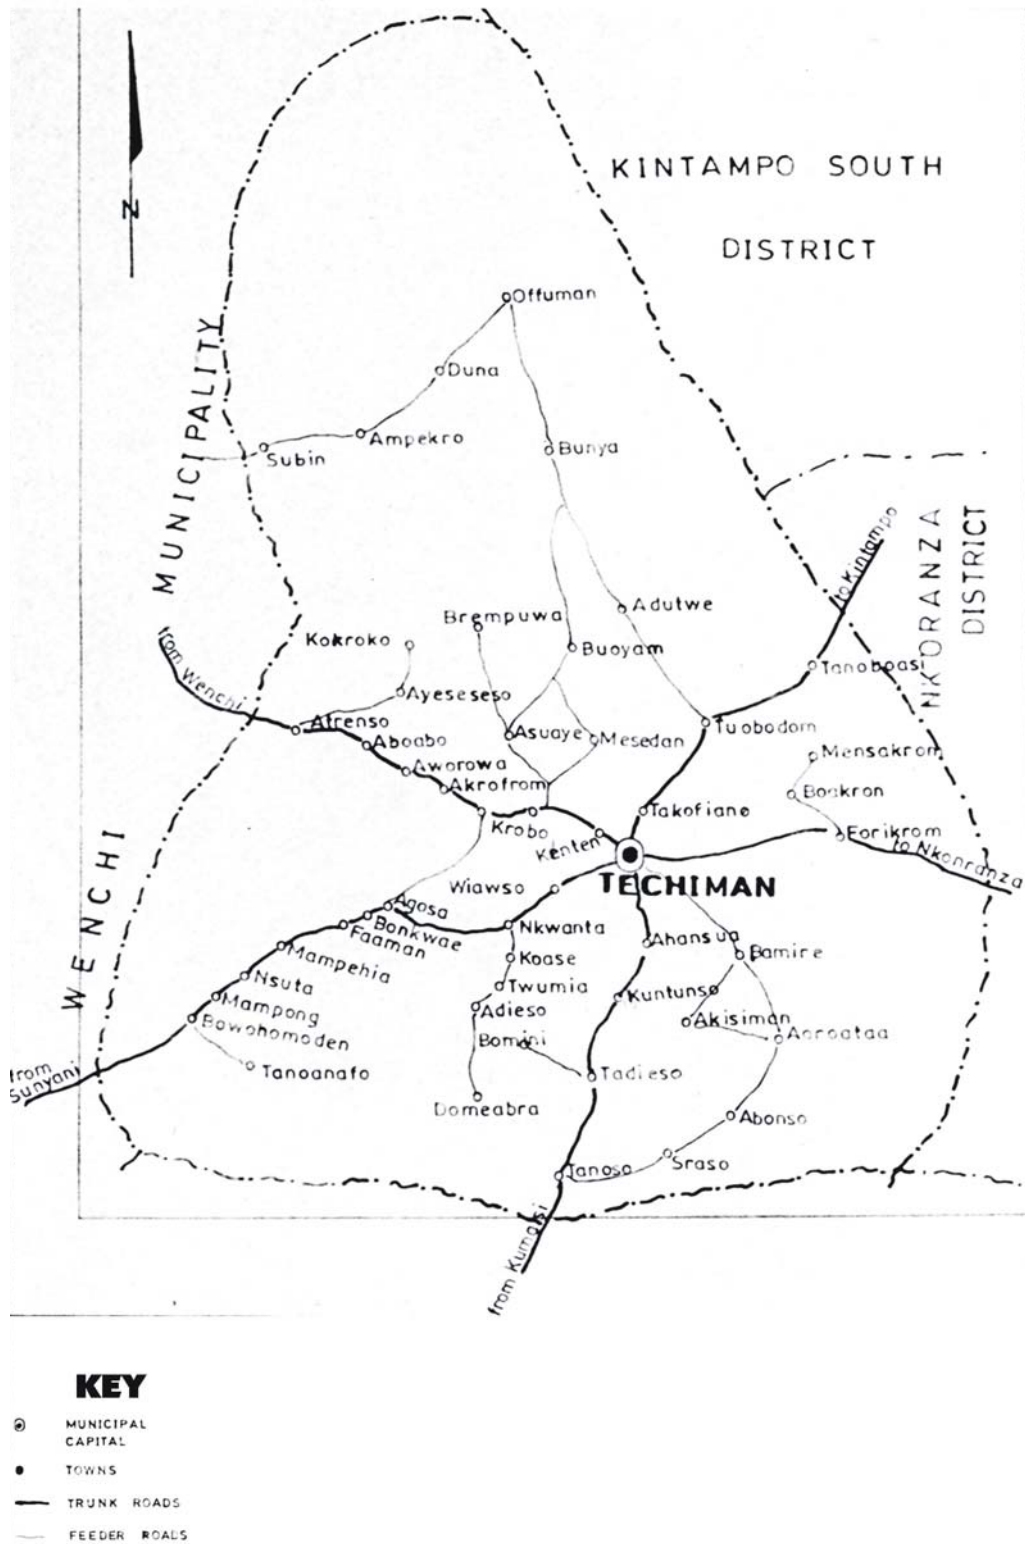 KINTAMPO SOUTH
DISTRICT
N
Offuman
MUNICIPALITY
Duna
Ampekro
Subin
Bunya
to Kintampo
NKORANZA
DISTRICT
Adutwe
Brempuwa
Kokroko
Buoyam
from Wenchi
Tanoboasi
Ayeseseso
Afrenso
Tuobodom
Asuaye
Mesedan
Aboabo
Mensakrom
Aworowa
Akrofrom
Boakron
Takofiano
Krobo
Kenten
Forikrom
to Nkonranza
WENCHI
Wiawso
TECHIMAN
Agosa
Bonkwae
Nkwanta
Faaman
Ahansua
Bamire
Mampehia
Koase
Nsuta
Twumia
Kuntunso
Mampong
Adieso
Akisiman
Bowohomoden
Bomini
Aoroataa
from
Sunyani
Tanoanafo
Tadieso
Domeabra
Abonso
Sraso
Tanoso
from Kumasi
KEY
MUNICIPAL
CAPITAL
TOWNS
TRUNK ROADS
FEEDER ROADS